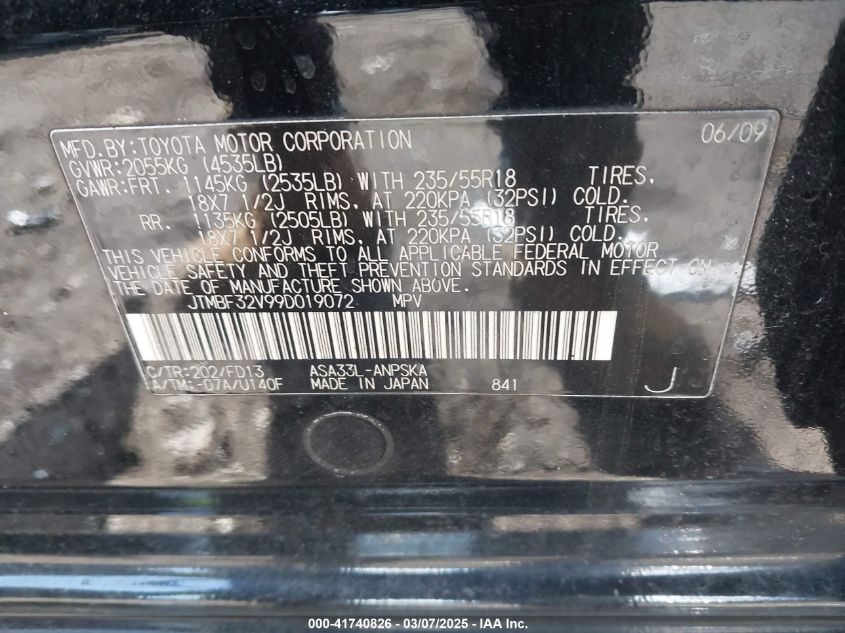 MFD.BY:TOYOTA MOTOR CORPORATION 06/09
GVWR:2055KG (4535LB)
GAWR:FRT. 1145KG (2535LB) WITH 235/55R18 TIRES,
18X7 1/2J RIMS, AT 220KPA (32PSI) COLD.
RR. 1135KG (2505LB) WITH 235/55R18 TIRES,
18X7 1/2J RIMS, AT 220KPA (32PSI) COLD.
THIS VEHICLE CONFORMS TO ALL APPLICABLE FEDERAL MOTOR
VEHICLE SAFETY AND THEFT PREVENTION STANDARDS IN EFFECT ON
THE DATE OF MANUFACTURE SHOWN ABOVE.
JTMBF32V99D019072 MPV
C/TR:202/FD13 ASA33L-ANPSKA
A/TM:-07A/U140F MADE IN JAPAN 841 J
000-41740826 - 03/07/2025 - IAA Inc.